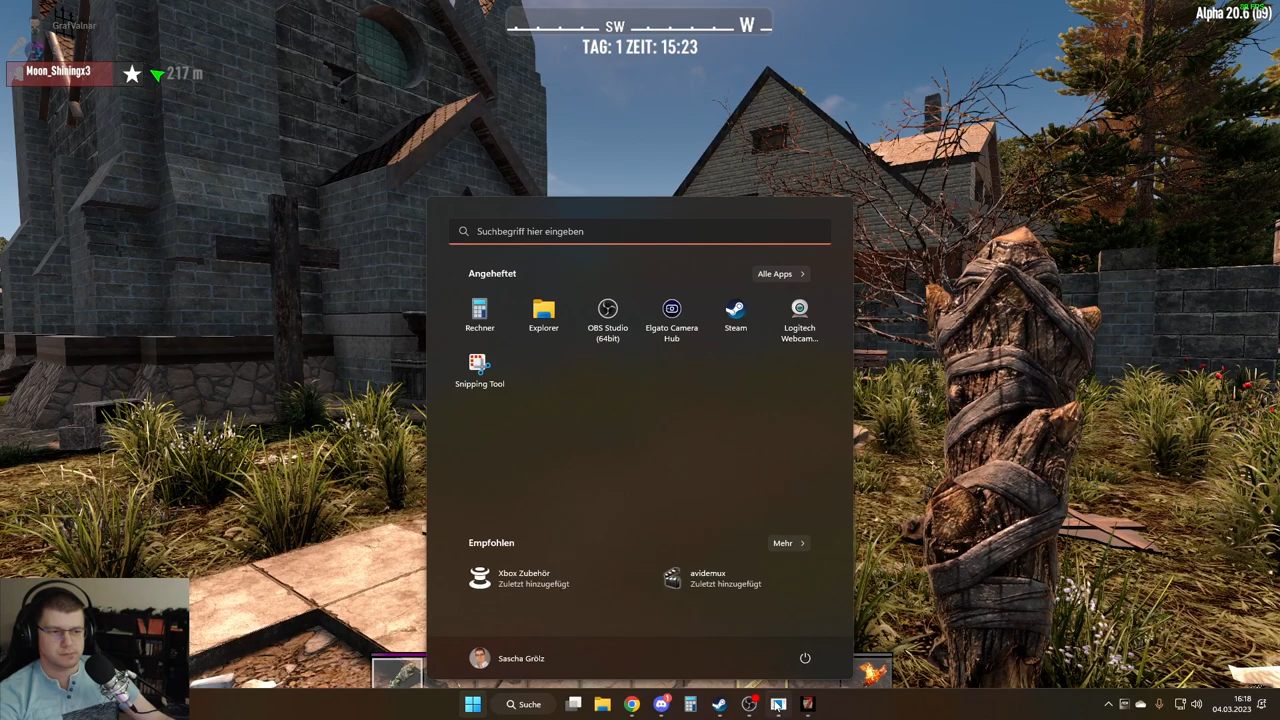 GrafValnar
SW
W
TAG: 1 ZEIT: 15:23
Alpha 20.6 (b9)
Moon_Shiningx3
217 m
Suchbegriff hier eingeben
Angeheftet
Alle Apps
Rechner
Explorer
OBS Studio (64bit)
Elgato Camera Hub
Steam
Logitech Webcam...
Snipping Tool
Empfohlen
Mehr
Xbox Zubehör
Zuletzt hinzugefügt
avidemux
Zuletzt hinzugefügt
Sascha Grölz
Suche
16:18
04.03.2023